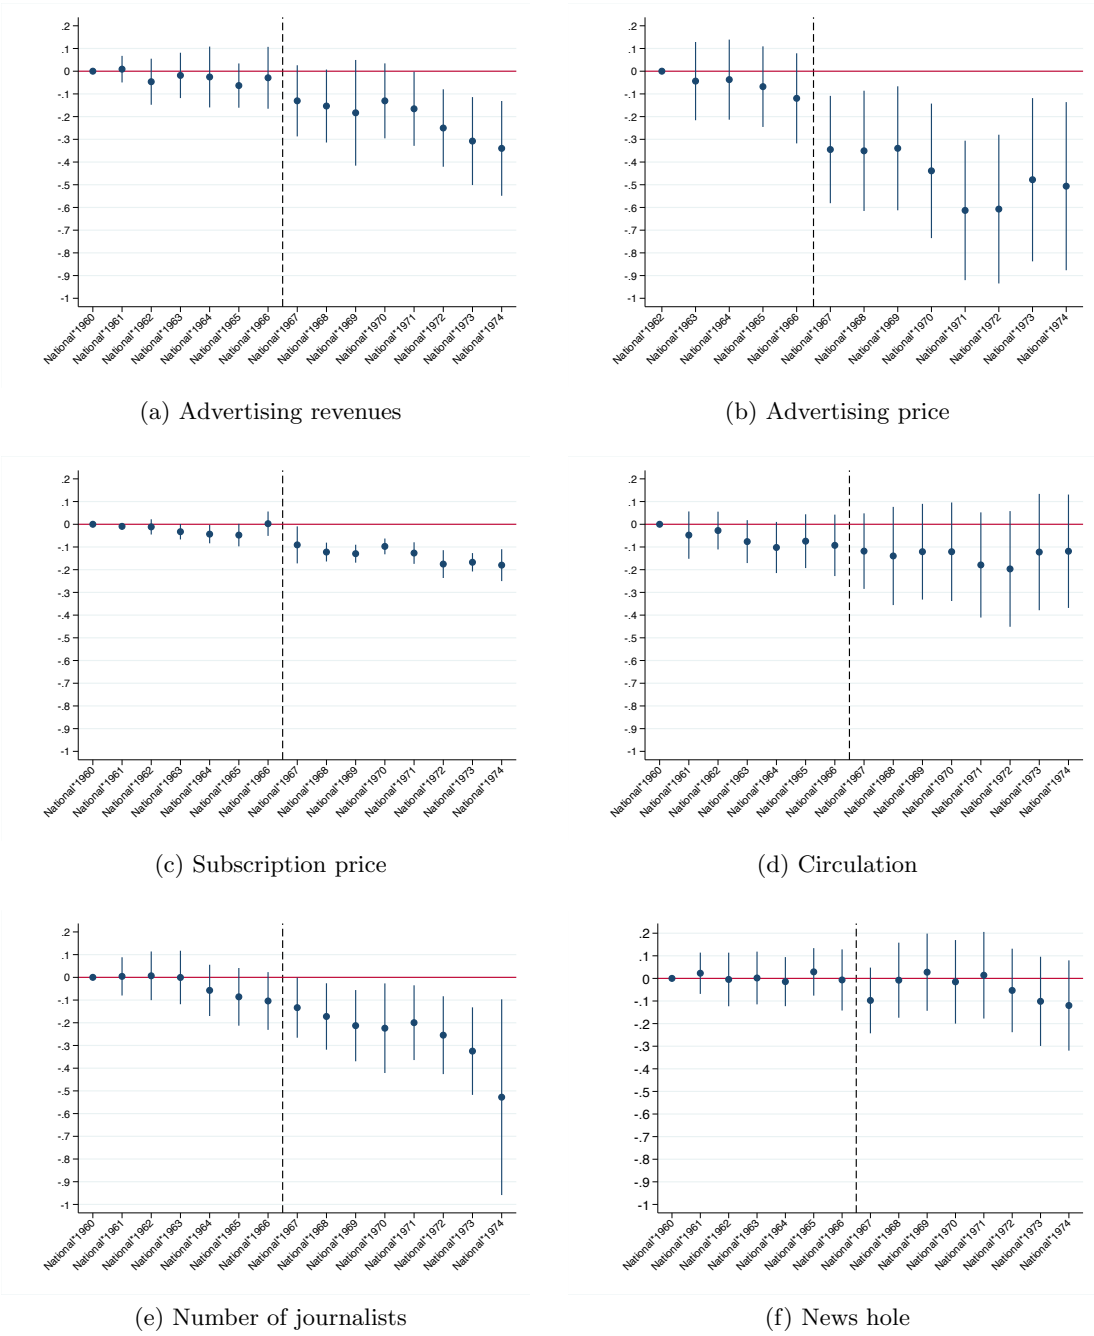 .2
.1
0
-.1
-.2
-.3
-.4
-.5
-.6
-.7
-.8
-.9
-1
National*1960
National*1961
National*1962
National*1963
National*1964
National*1965
National*1966
National*1967
National*1968
National*1969
National*1970
National*1971
National*1972
National*1973
National*1974
(a) Advertising revenues
.2
.1
0
-.1
-.2
-.3
-.4
-.5
-.6
-.7
-.8
-.9
-1
National*1962
National*1963
National*1964
National*1965
National*1961
National*1967
National*1968
National*1969
National*1970
National*1971
National*1972
National*1973
National*1974
(b) Advertising price
.2
.1
0
-.1
-.2
-.3
-.4
-.5
-.6
-.7
-.8
-.9
-1
National*1960
National*1961
National*1962
National*1963
National*1964
National*1965
National*1966
National*1967
National*1968
National*1969
National*1970
National*1971
National*1972
National*1973
National*1974
(c) Subscription price
.2
.1
0
-.1
-.2
-.3
-.4
-.5
-.6
-.7
-.8
-.9
-1
National*1960
National*1961
National*1962
National*1963
National*1964
National*1965
National*1966
National*1967
National*1968
National*1969
National*1970
National*1971
National*1972
National*1973
National*1974
(d) Circulation
.2
.1
0
-.1
-.2
-.3
-.4
-.5
-.6
-.7
-.8
-.9
-1
National*1960
National*1961
National*1962
National*1963
National*1964
National*1965
National*1966
National*1967
National*1968
National*1969
National*1970
National*1971
National*1972
National*1973
National*1974
(e) Number of journalists
.2
.1
0
-.1
-.2
-.3
-.4
-.5
-.6
-.7
-.8
-.9
-1
National*1960
National*1961
National*1962
National*1963
National*1964
National*1965
National*1966
National*1967
National*1968
National*1969
National*1970
National*1971
National*1972
National*1973
National*1974
(f) News hole